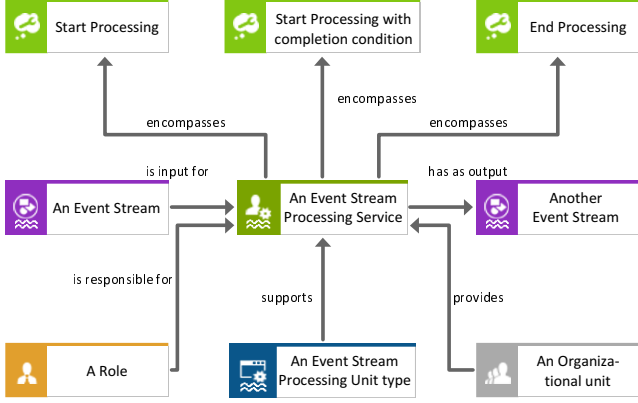 Start Processing
Start Processing with
completion condition
End Processing
encompasses
encompasses
encompasses
is input for
has as output
An Event Stream
An Event Stream
Processing Service
Another
Event Stream
is responsible for
supports
provides
A Role
An Event Stream
Processing Unit type
An Organiza-
tional unit